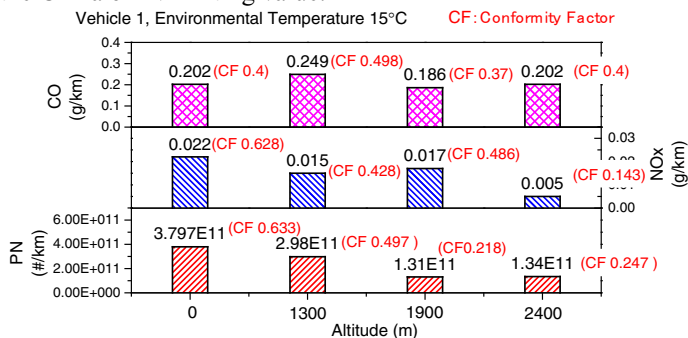 Vehicle 1, Environmental Temperature 15°C CF: Conformity Factor
0.4
0.3
0.2
0.1
0.0
CO
(g/km)
0.202 (CF 0.4)
0.249 (CF 0.498)
0.186 (CF 0.37)
0.202 (CF 0.4)
0.022 (CF 0.628)
0.015 (CF 0.428)
0.017 (CF 0.486)
0.005 (CF 0.143)
0.03
0.00
NOx
(g/km)
6.00E+011
4.00E+011
2.00E+011
0.00E+000
PN
(#/km)
3.797E11 (CF 0.633)
2.98E11 (CF 0.497 )
1.31E11 (CF0.218)
1.34E11 (CF 0.247 )
0 1300 1900 2400
Altitude (m)